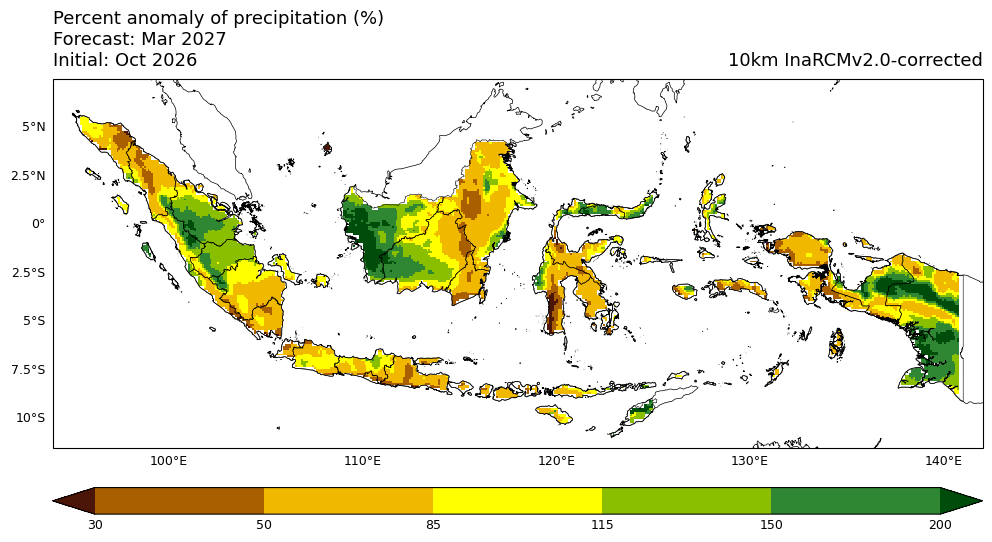 Percent anomaly of precipitation (%)
Forecast: Mar 2027
Initial: Oct 2026
10km InaRCMv2.0-corrected
5°N
2.5°N
0°
2.5°S
5°S
7.5°S
10°S
100°E 110°E 120°E 130°E 140°E
30 50 85 115 150 200